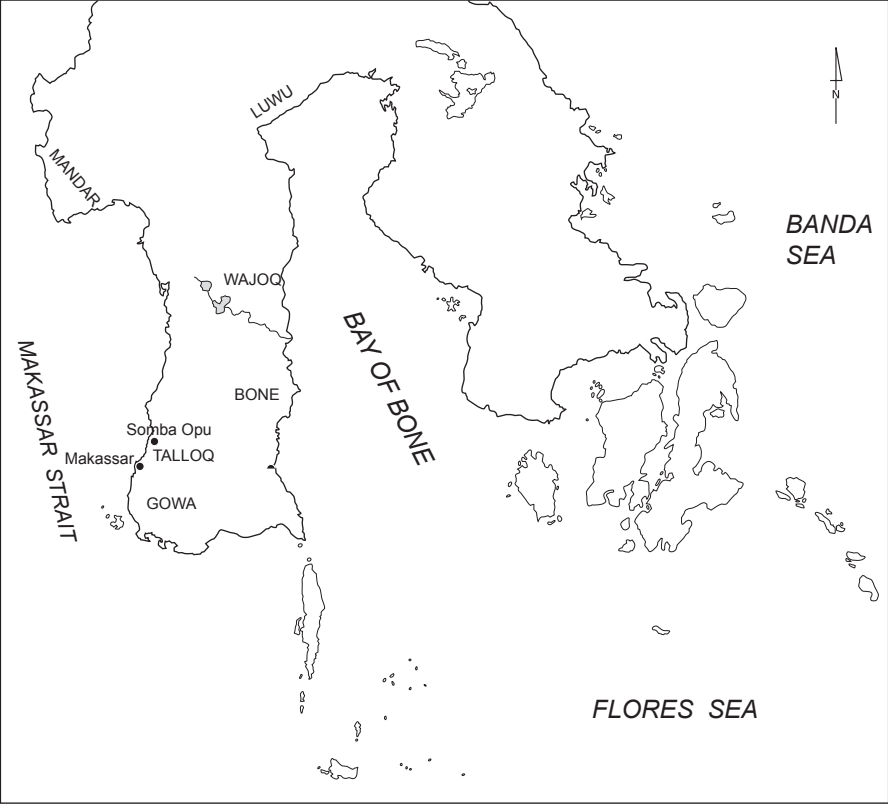 LUWU
N
MANDAR
BANDA
SEA
WAJOQ
BAY OF BONE
MAKASSAR STRAIT
BONE
Somba Opu
Makassar
TALLOQ
GOWA
FLORES SEA